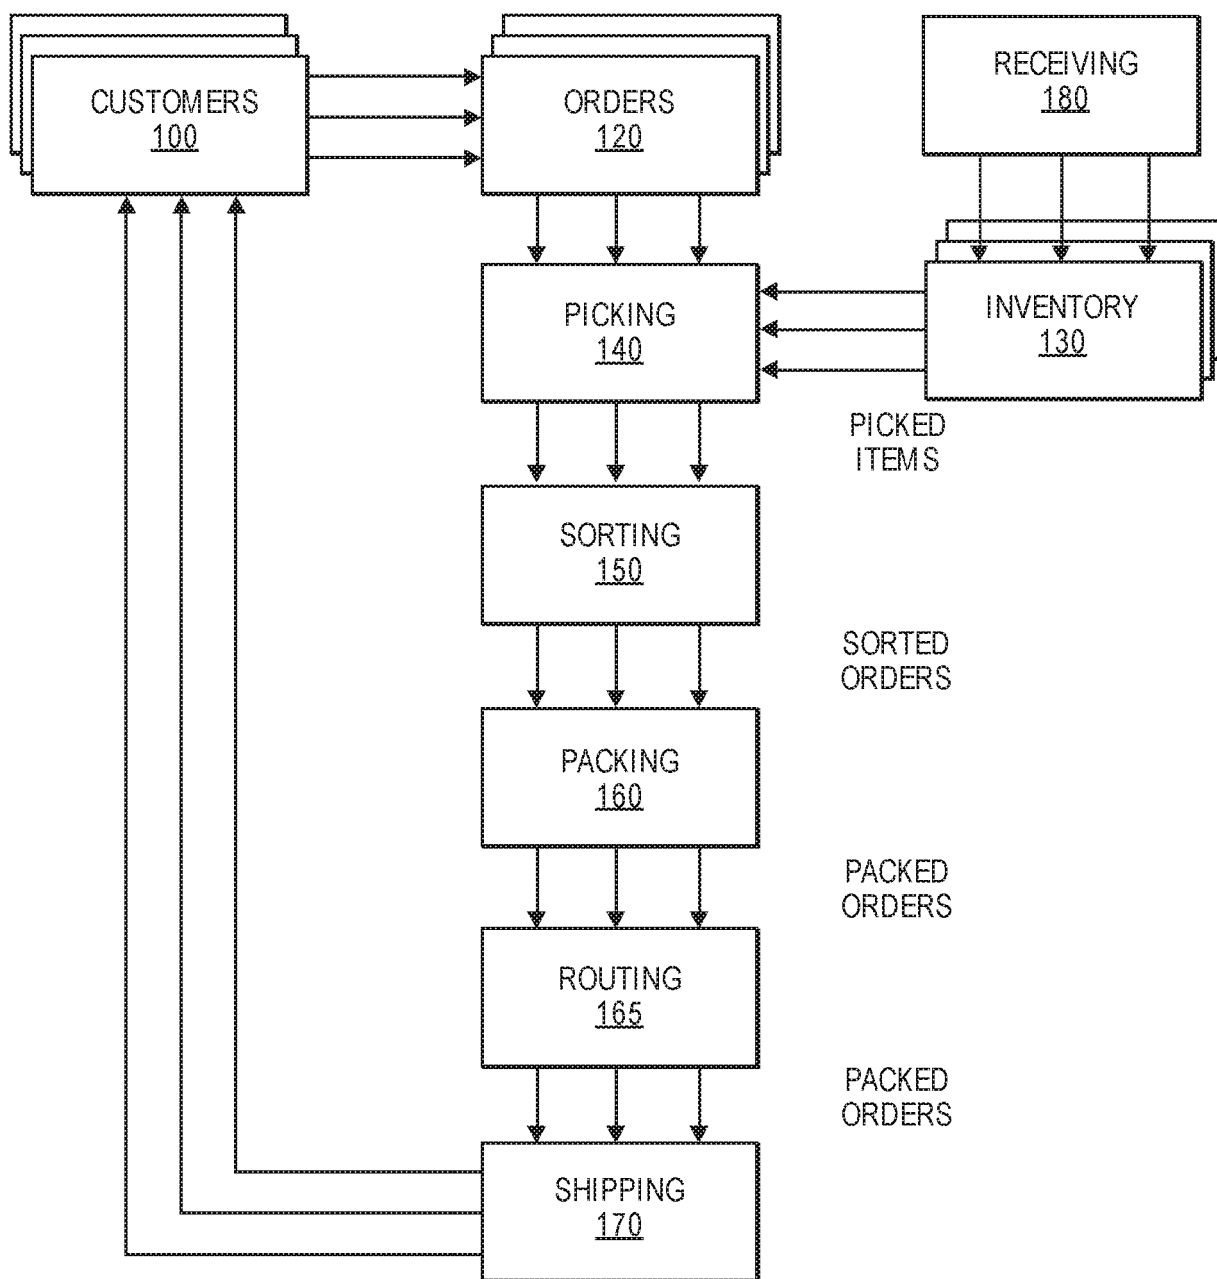 CUSTOMERS
100
ORDERS
120
RECEIVING
180
PICKING
140
INVENTORY
130
PICKED
ITEMS
SORTING
150
SORTED
ORDERS
PACKING
160
PACKED
ORDERS
ROUTING
165
PACKED
ORDERS
SHIPPING
170